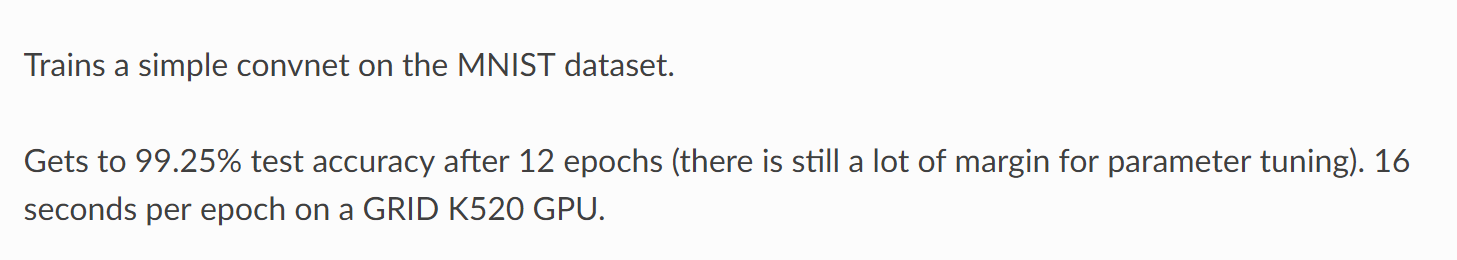 Trains a simple convnet on the MNIST dataset.
Gets to 99.25% test accuracy after 12 epochs (there is still a lot of margin for parameter tuning). 16
seconds per epoch on a GRID K520 GPU.